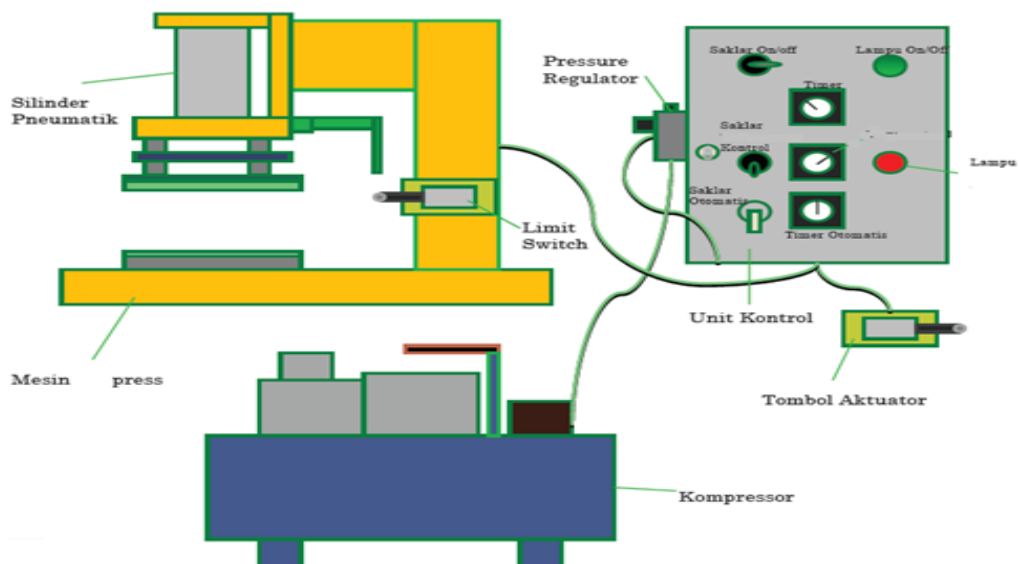 Silinder
Pneumatik
Pressure
Regulator
Saklar On/off
Lampu On/Off
Timer
Saklar
Kontrol
Lampu
Saklar
Otomatis
Timer Otomatis
Limit
Switch
Unit Kontrol
Mesin press
Tombol Aktuator
Kompressor